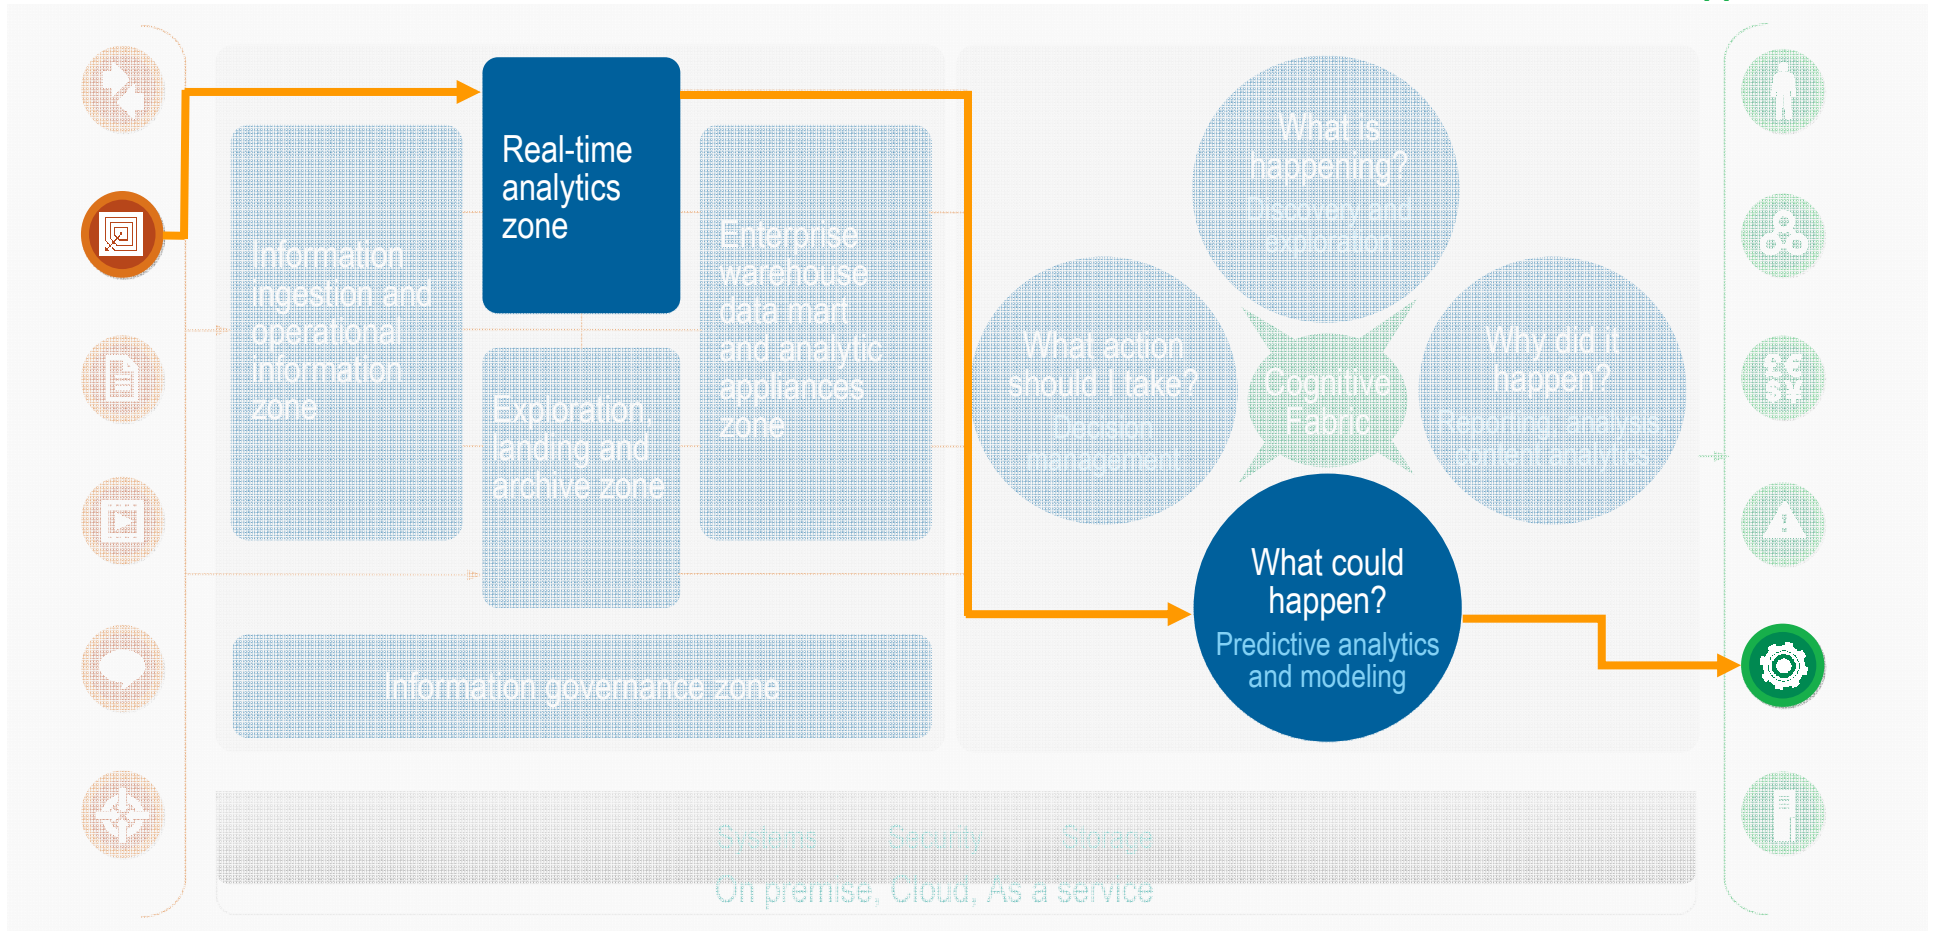 Real-time
analytics
zone
Information
ingestion and
operational
information
zone
Exploration,
landing and
archive zone
Enterprise
warehouse
data mart
and analytic
appliances
zone
Information governance zone
What is
happening?
Discovery and
exploration
What action
should I take?
Decision
management
Cognitive
Fabric
Why did it
happen?
Reporting, analysis,
content analytics
What could
happen?
Predictive analytics
and modeling
£ €
$ ¥
Systems Security Storage
On premise, Cloud, As a service